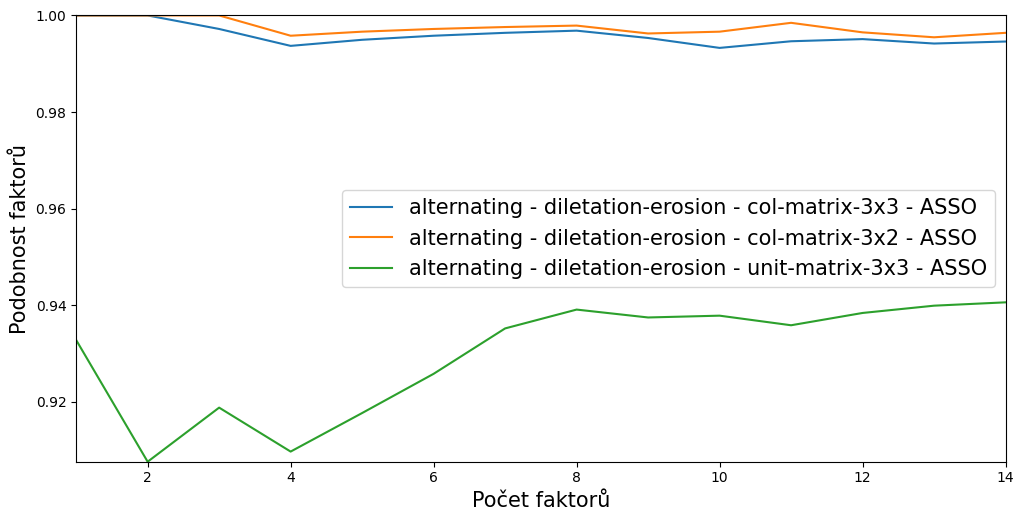 1.00
0.98
0.96
0.94
0.92
Podobnost faktorů
alternating - diletation-erosion - col-matrix-3x3 - ASSO
alternating - diletation-erosion - col-matrix-3x2 - ASSO
alternating - diletation-erosion - unit-matrix-3x3 - ASSO
2 4 6 8 10 12 14
Počet faktorů